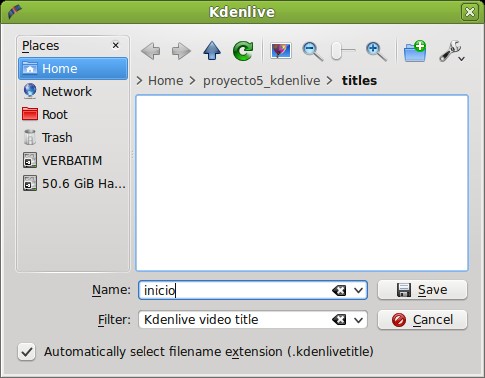 Kdenlive
Places
Home
Network
Root
Trash
VERBATIM
50.6 GiB Ha...
> Home > proyecto5_kdenlive > titles
Name: inicio
Save
Filter: Kdenlive video title
Cancel
Automatically select filename extension (.kdenlivetitle)